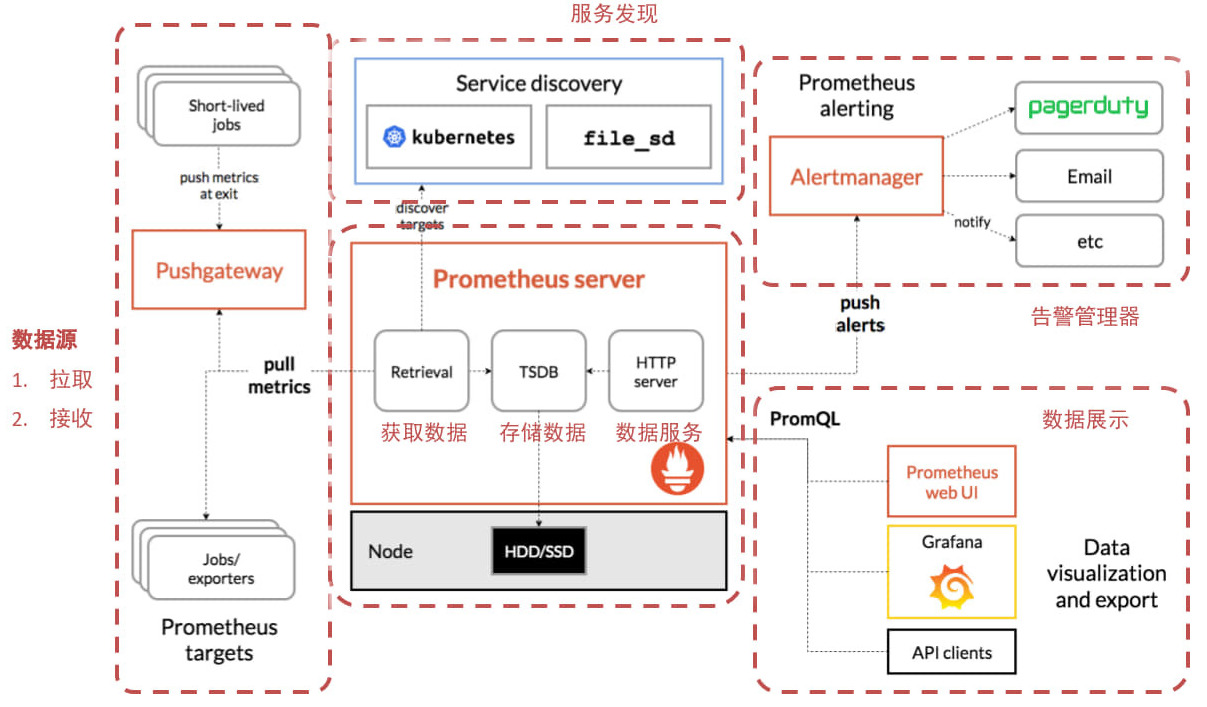 服务发现
Short-lived
jobs
push metrics
at exit
Pushgateway
数据源
1. 拉取
2. 接收
pull
metrics
Jobs/
exporters
Prometheus
targets
Service discovery
kubernetes
file_sd
discover
targets
Prometheus server
Retrieval
TSDB
HTTP
server
获取数据
存储数据
数据服务
Node
HDD/SSD
Prometheus
alerting
Alertmanager
pagerduty
Email
notify
etc
push
alerts
告警管理器
PromQL
数据展示
Prometheus
web UI
Grafana
API clients
Data
visualization
and export